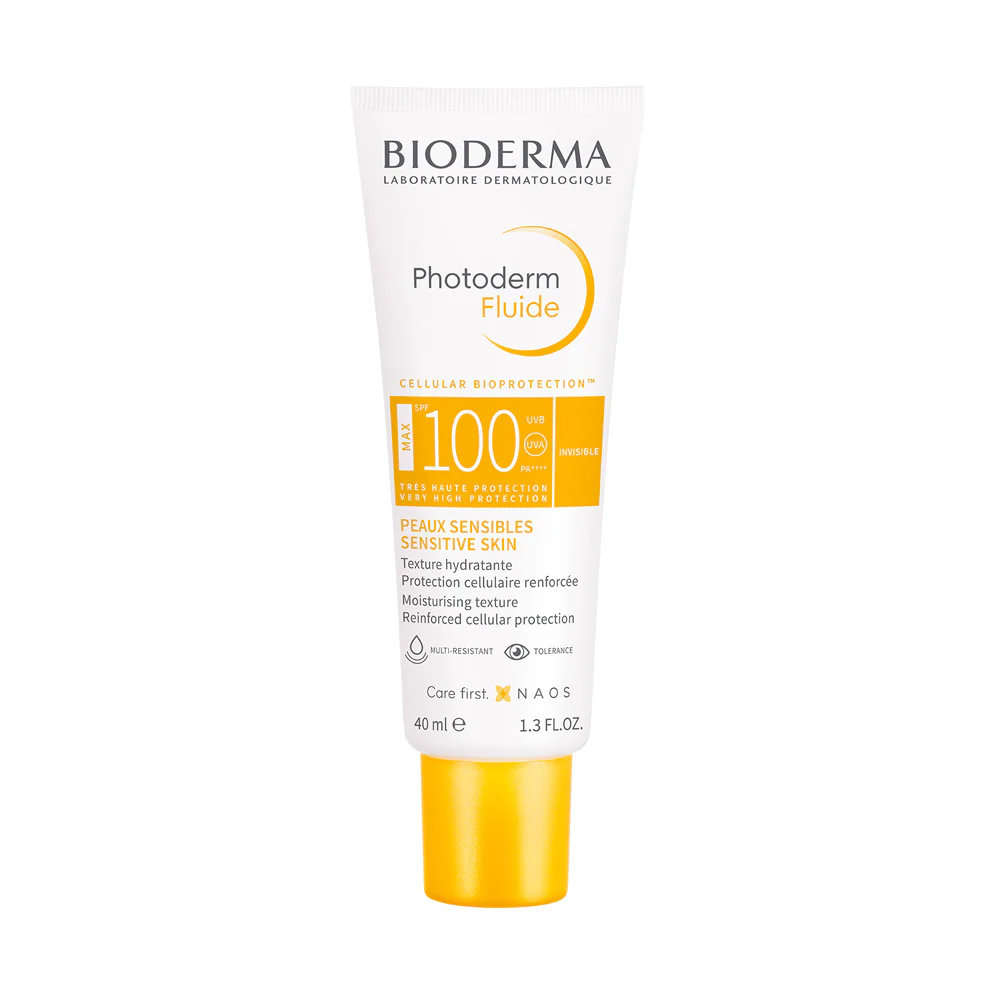 BIODERMA
LABORATOIRE DERMATOLOGIQUE
Photoderm
Fluide
CELLULAR BIOPROTECTION™
MAX
SPF
100
UVB
UVA
PA++++
INVISIBLE
TRÈS HAUTE PROTECTION
VERY HIGH PROTECTION
PEAUX SENSIBLES
SENSITIVE SKIN
Texture hydratante
Protection cellulaire renforcée
Moisturising texture
Reinforced cellular protection
MULTI-RESISTANT TOLERANCE
Care first. NAOS
40 ml ℮ 1.3 FL.OZ.